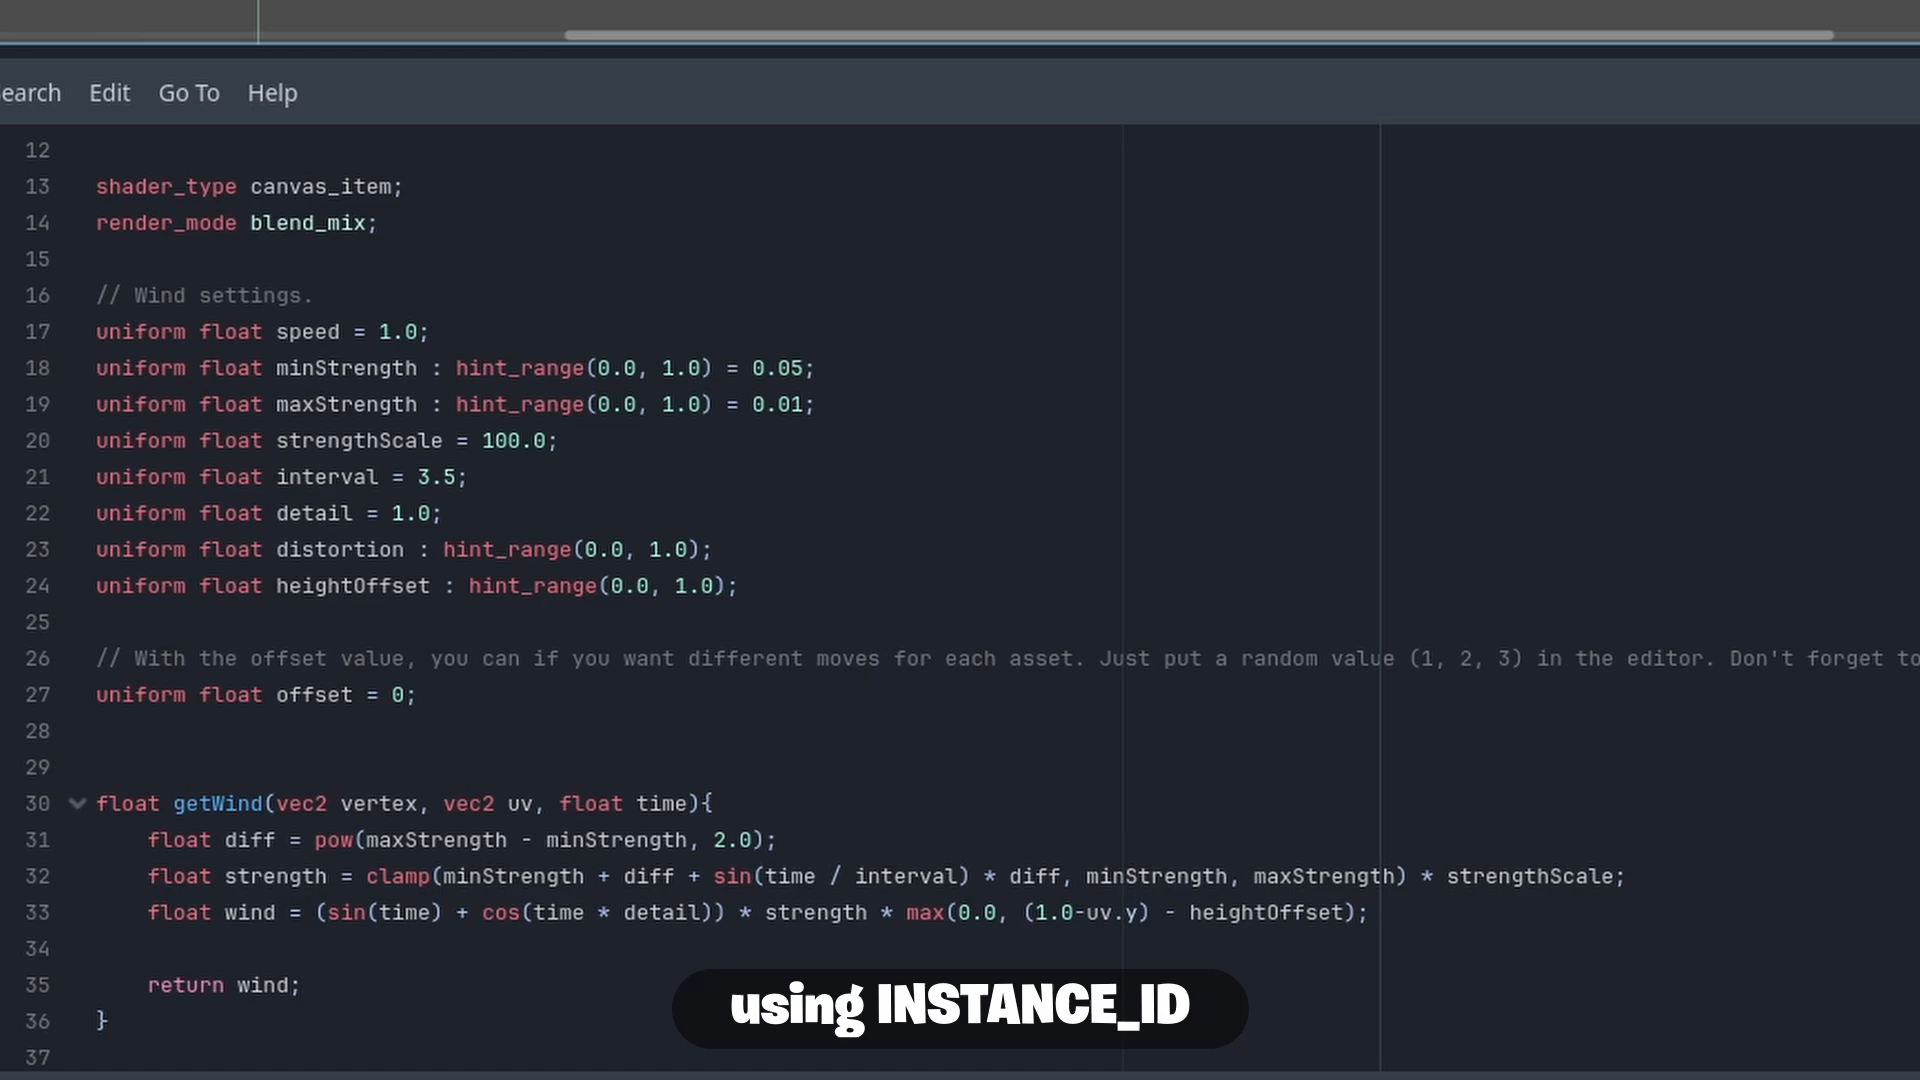 earch Edit Go To Help
12
13 shader_type canvas_item;
14 render_mode blend_mix;
15
16 // Wind settings.
17 uniform float speed = 1.0;
18 uniform float minStrength : hint_range(0.0, 1.0) = 0.05;
19 uniform float maxStrength : hint_range(0.0, 1.0) = 0.01;
20 uniform float strengthScale = 100.0;
21 uniform float interval = 3.5;
22 uniform float detail = 1.0;
23 uniform float distortion : hint_range(0.0, 1.0);
24 uniform float heightOffset : hint_range(0.0, 1.0);
25
26 // With the offset value, you can if you want different moves for each asset. Just put a random value (1, 2, 3) in the editor. Don't forget to
27 uniform float offset = 0;
28
29
30 float getWind(vec2 vertex, vec2 uv, float time){
31 float diff = pow(maxStrength - minStrength, 2.0);
32 float strength = clamp(minStrength + diff + sin(time / interval) * diff, minStrength, maxStrength) * strengthScale;
33 float wind = (sin(time) + cos(time * detail)) * strength * max(0.0, (1.0-uv.y) - heightOffset);
34
35 return wind;
36 }
37
using INSTANCE_ID